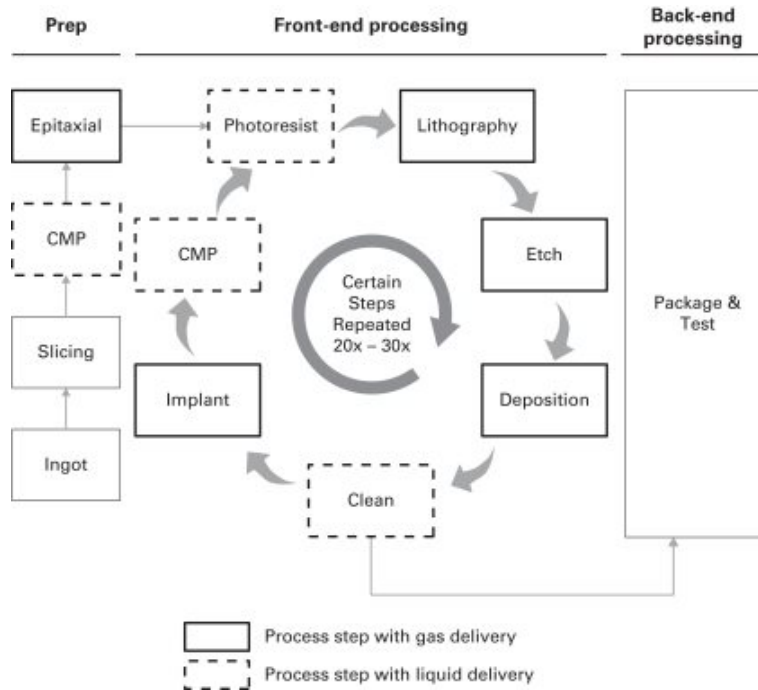 Prep
Front-end processing
Back-end
processing
Epitaxial
Photoresist
Lithography
CMP
CMP
Etch
Certain
Steps
Repeated
20x – 30x
Package &
Test
Slicing
Implant
Deposition
Ingot
Clean
Process step with gas delivery
Process step with liquid delivery